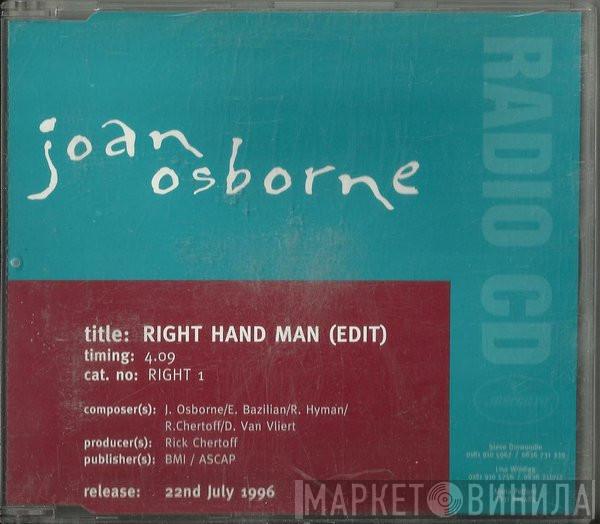 joan
osborne
RADIO CD
title: RIGHT HAND MAN (EDIT)
timing: 4.09
cat. no: RIGHT 1
composer(s): J. Osborne/E. Bazilian/R. Hyman/
R.Chertoff/D. Van Vliert
producer(s): Rick Chertoff
publisher(s): BMI / ASCAP
release: 22nd July 1996
Steve Dinwoodie
МАРКЕТ ВИНИЛА